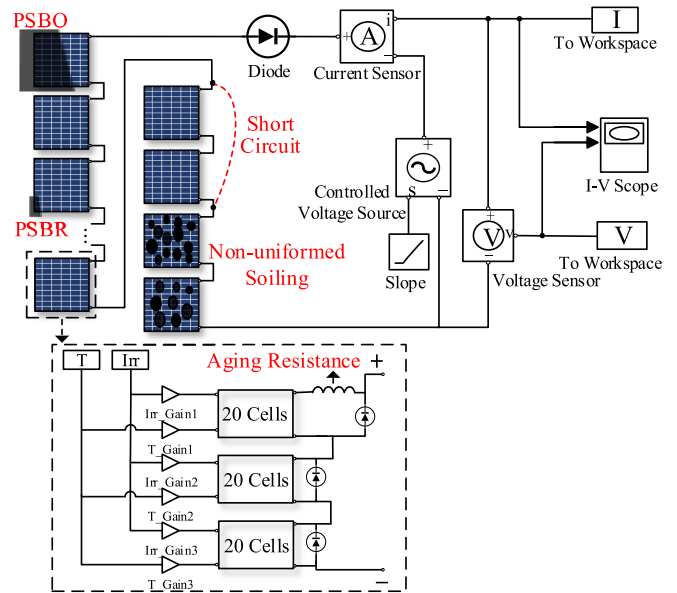 PSBO
Diode
+
A
i
−
Current Sensor
I
To Workspace
Short
Circuit
I-V Scope
PSBR
Controlled
Voltage Source
+
S
−
Slope
+
V
v
−
Voltage Sensor
V
To Workspace
Non-uniformed
Soiling
T
Irr
Aging Resistance
+
Irr_Gain1
20 Cells
T_Gain1
Irr_Gain2
20 Cells
T_Gain2
Irr_Gain3
20 Cells
T_Gain3
−